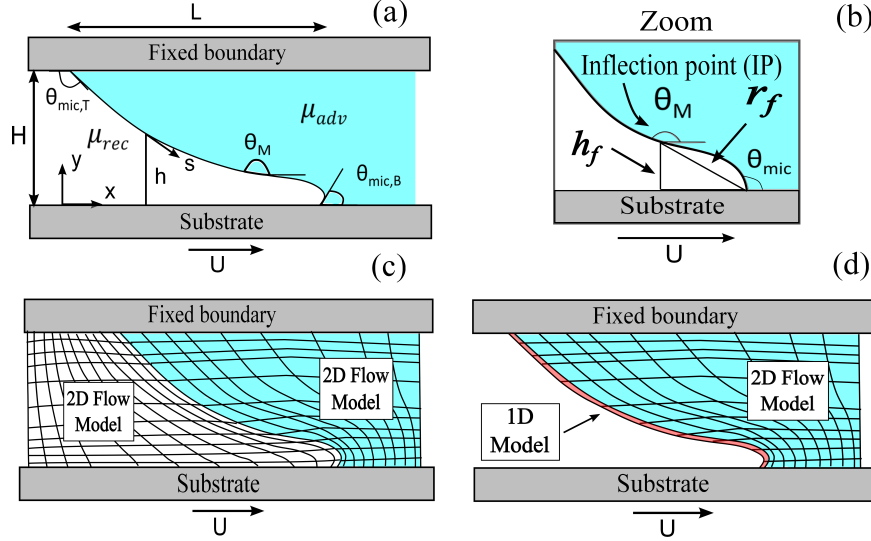 (a)
L
Fixed boundary
θmic,T
H
μrec
μadv
y
x
h
s
θM
θmic,B
Substrate
U
(b)
Zoom
Inflection point (IP)
θM
rf
hf
θmic
Substrate
U
(c)
Fixed boundary
2D Flow
Model
2D Flow
Model
Substrate
U
(d)
Fixed boundary
2D Flow
Model
1D
Model
Substrate
U